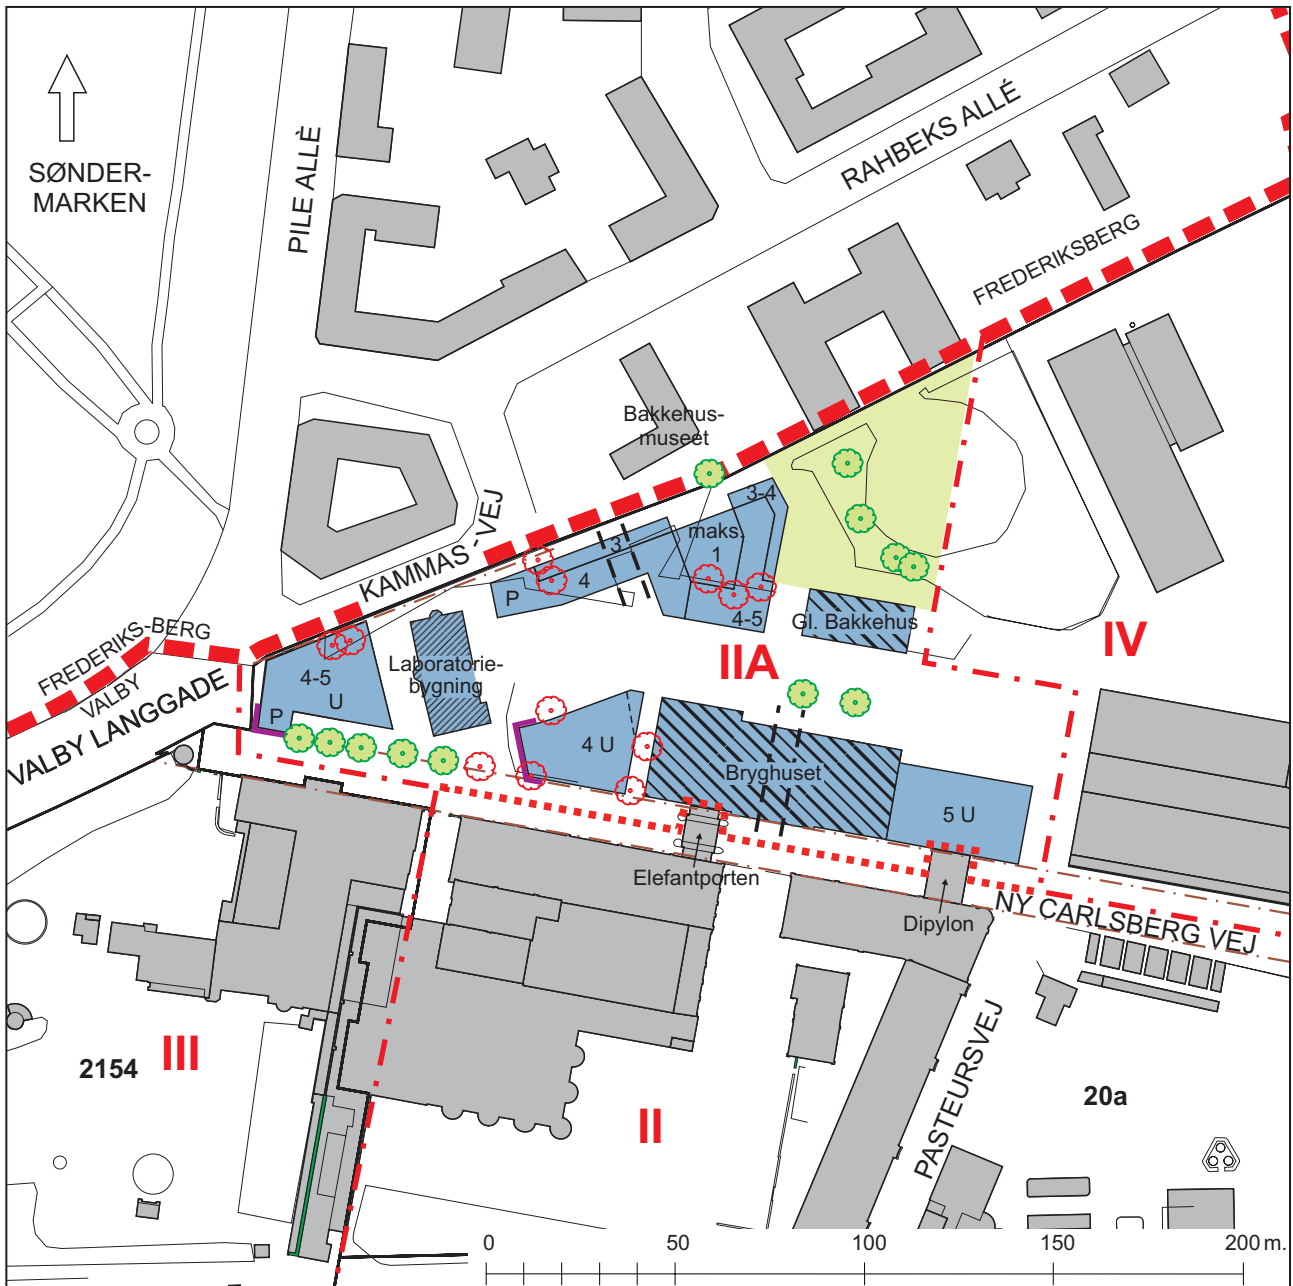 SØNDER-
MARKEN
PILE ALLÈ
RAHBEKS ALLÉ
FREDERIKSBERG
Bakkehus-
museet
KAMMAS - VEJ
3-4
maks.
1
3
4
P
4-5
Gl. Bakkehus
FREDERIKS-BERG
VALBY
VALBY LANGGADE
4-5
U
P
Laboratorie-
bygning
IIA
IV
4 U
Bryghuset
5 U
Elefantporten
Dipylon
NY CARLSBERG VEJ
PASTEURSVEJ
2154
III
II
20a
0 50 100 150 200 m.